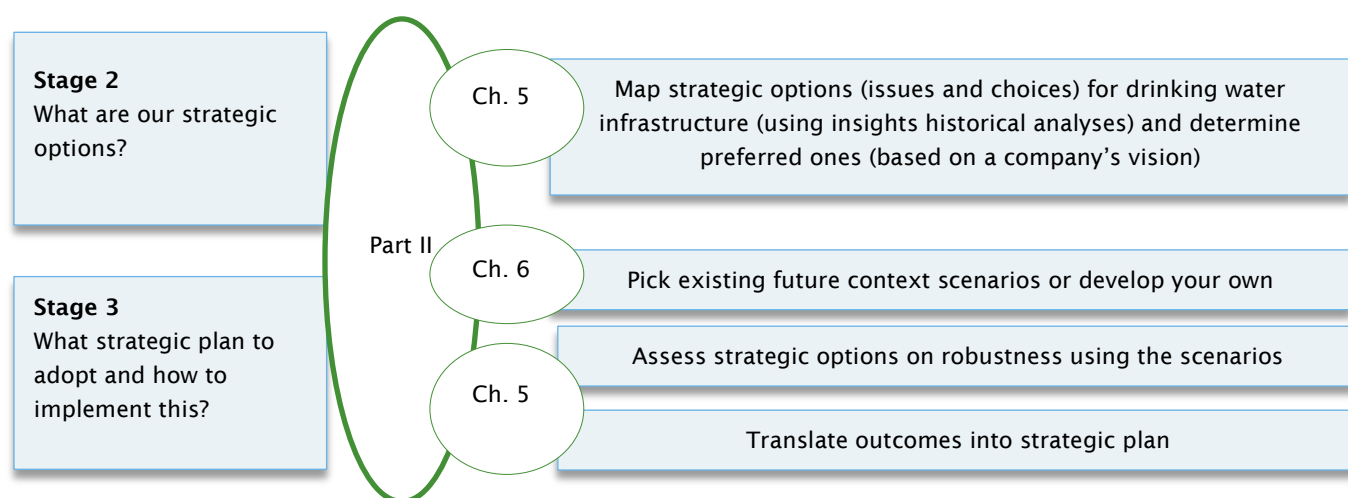 Stage 2
What are our strategic
options?
Stage 3
What strategic plan to
adopt and how to
implement this?
Part II
Ch. 5
Map strategic options (issues and choices) for drinking water
infrastructure (using insights historical analyses) and determine
preferred ones (based on a company's vision)
Ch. 6
Pick existing future context scenarios or develop your own
Ch. 5
Assess strategic options on robustness using the scenarios
Translate outcomes into strategic plan